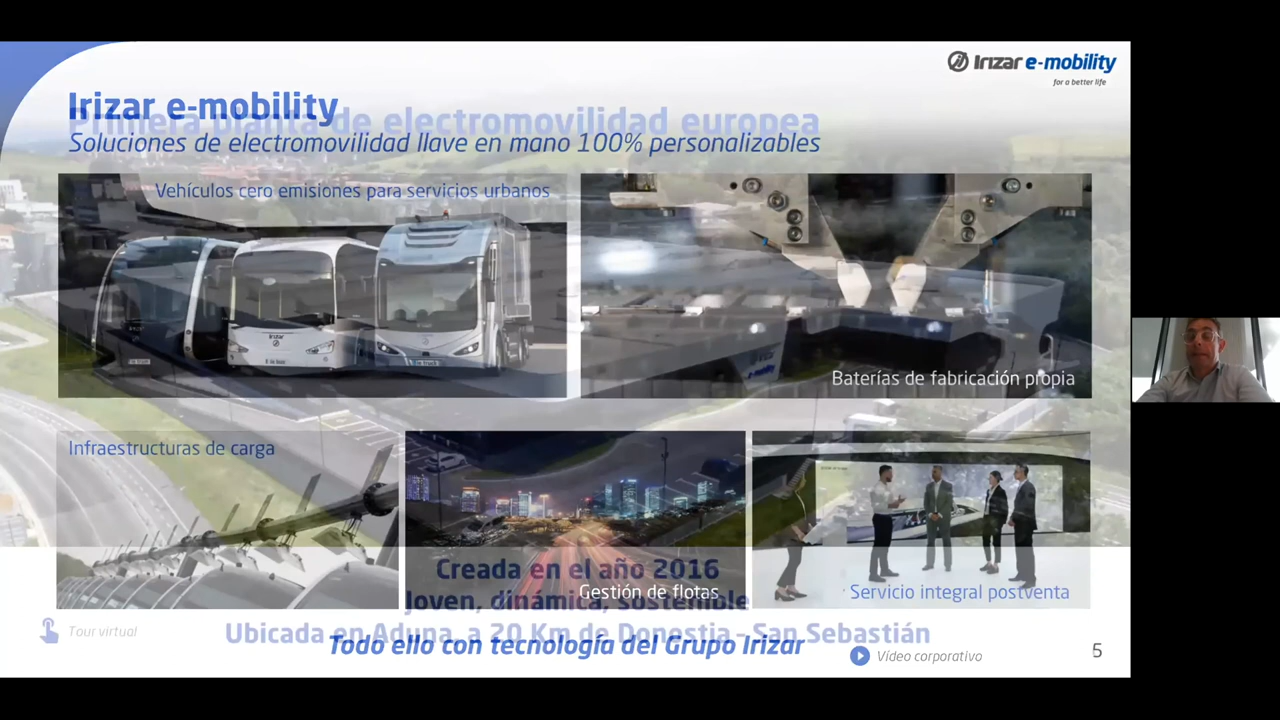 Irizar e-mobility
for a better life
Irizar e-mobility
Primera planta de electromovilidad europea
Soluciones de electromovilidad llave en mano 100% personalizables
Vehículos cero emisiones para servicios urbanos
Baterías de fabricación propia
Infraestructuras de carga
Creada en el año 2016
Gestión de flotas
Joven, dinámica, sostenible
Servicio integral postventa
Ubicada en Aduna, a 20 Km de Donostia - San Sebastián
Tour virtual
Todo ello con tecnología del Grupo Irizar
Vídeo corporativo
5